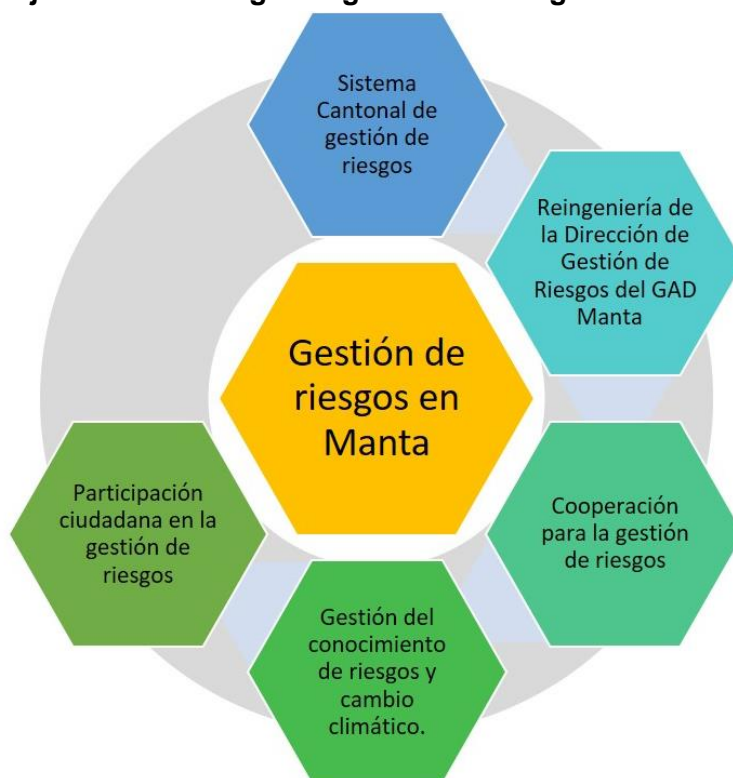 Sistema
Cantonal de
gestión de
riesgos
Reingeniería de
la Dirección de
Gestión de
Riesgos del GAD
Manta
Gestión de
riesgos en
Manta
Cooperación
para la gestión
de riesgos
Gestión del
conocimiento
de riesgos y
cambio
climático.
Participación
ciudadana en la
gestión de
riesgos